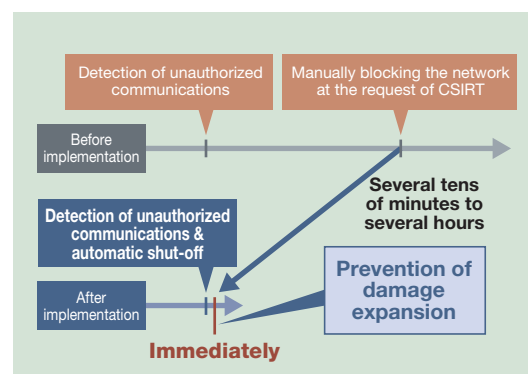 Detection of unauthorized
communications
Manually blocking the network
at the request of CSIRT
Before
implementation
Several tens
of minutes to
several hours
Detection of unauthorized
communications &
automatic shut-off
Prevention of
damage
expansion
After
implementation
Immediately